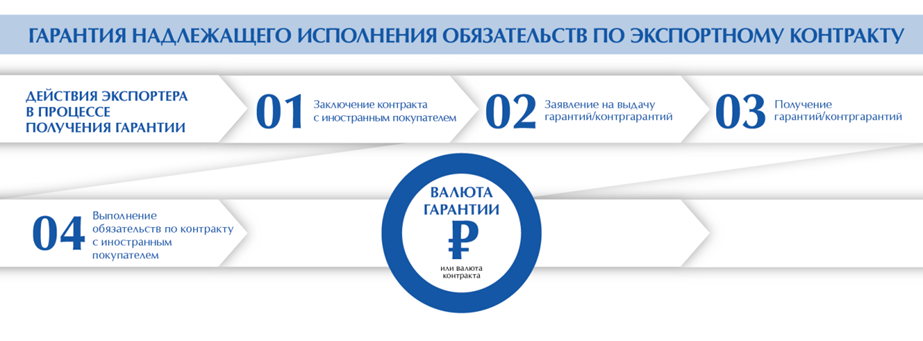 ГАРАНТИЯ НАДЛЕЖАЩЕГО ИСПОЛНЕНИЯ ОБЯЗАТЕЛЬСТВ ПО ЭКСПОРТНОМУ КОНТРАКТУ
ДЕЙСТВИЯ ЭКСПОРТЕРА
В ПРОЦЕССЕ
ПОЛУЧЕНИЯ ГАРАНТИИ
01
Заключение контракта
с иностранным покупателем
02
Заявление на выдачу
гарантий/контргарантий
03
Получение
гарантий/контргарантий
04
Выполнение
обязательств по контракту
с иностранным
покупателем
ВАЛЮТА
ГАРАНТИИ
₽
или валюта
контракта